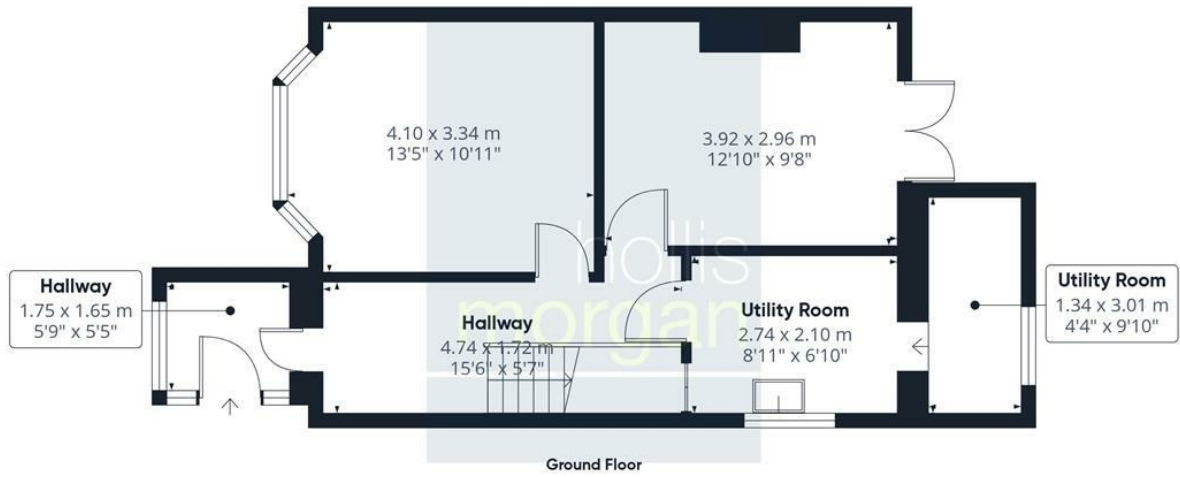 4.10 x 3.34 m
13'5" x 10'11"
3.92 x 2.96 m
12'10" x 9'8"
hollis
morgan
Hallway
1.75 x 1.65 m
5'9" x 5'5"
Hallway
4.74 x 1.72 m
15'6" x 5'7"
Utility Room
2.74 x 2.10 m
8'11" x 6'10"
Utility Room
1.34 x 3.01 m
4'4" x 9'10"
Ground Floor